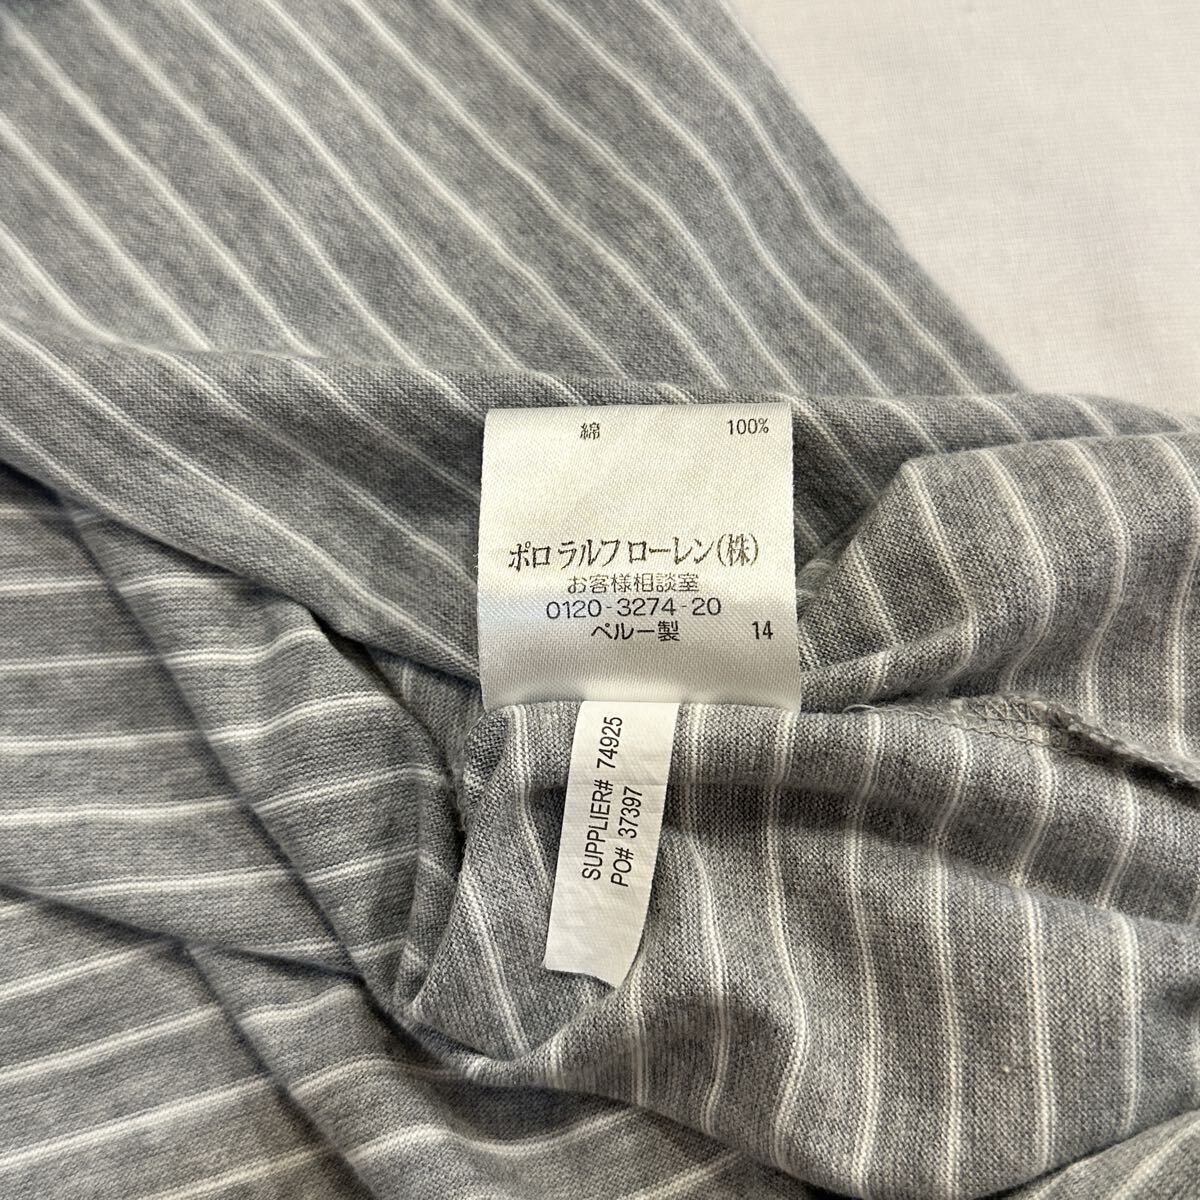 綿 100%
ポロ ラルフ ローレン(株)
お客様相談室
0120-3274-20
ペルー製 14
SUPPLIER# 74925
PO# 37397